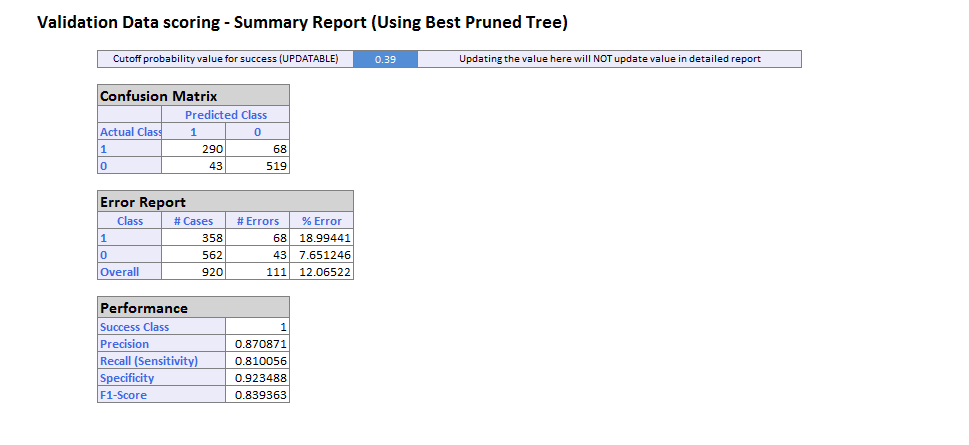 Validation Data scoring - Summary Report (Using Best Pruned Tree)
Cutoff probability value for success (UPDATABLE) 0.39 Updating the value here will NOT update value in detailed report
Confusion Matrix
Predicted Class
Actual Class 1 0
1 290 68
0 43 519
Error Report
Class # Cases # Errors % Error
1 358 68 18.99441
0 562 43 7.651246
Overall 920 111 12.06522
Performance
Success Class 1
Precision 0.870871
Recall (Sensitivity) 0.810056
Specificity 0.923488
F1-Score 0.839363